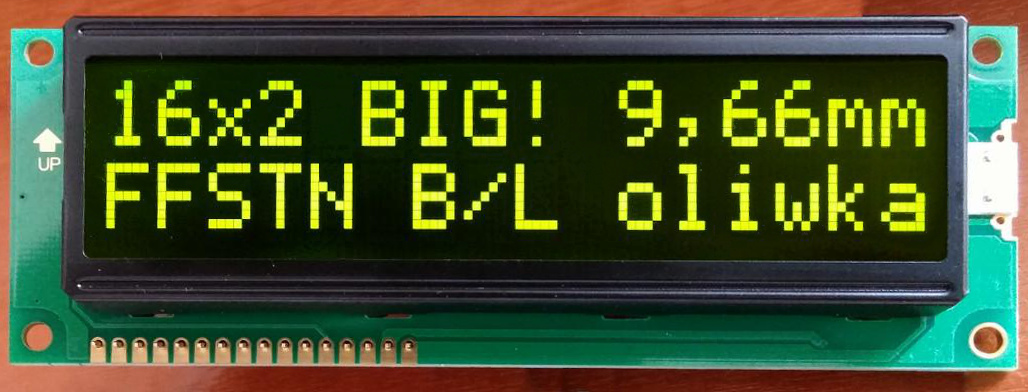 16x2 BIG! 9,66mm
FFSTN B/L oliwka
UP